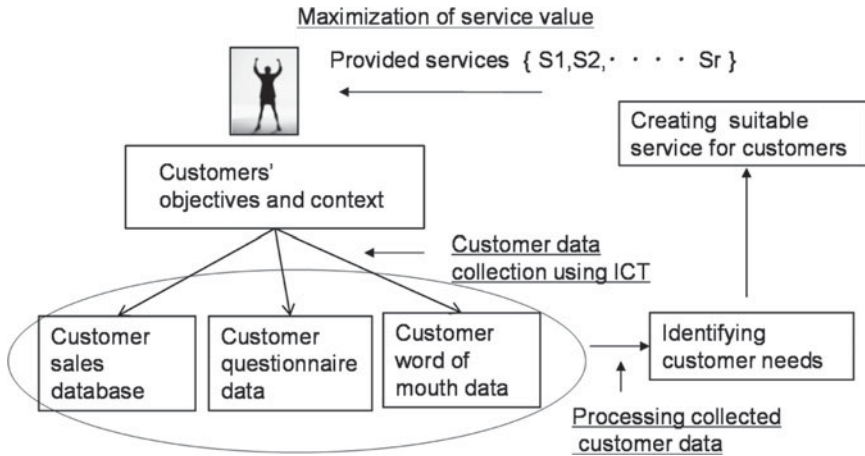 Maximization of service value
Provided services { S1,S2,・・・・ Sr }
Creating suitable
service for customers
Customers'
objectives and context
Customer data
collection using ICT
Customer
sales
database
Customer
questionnaire
data
Customer
word of
mouth data
Identifying
customer needs
Processing collected
customer data